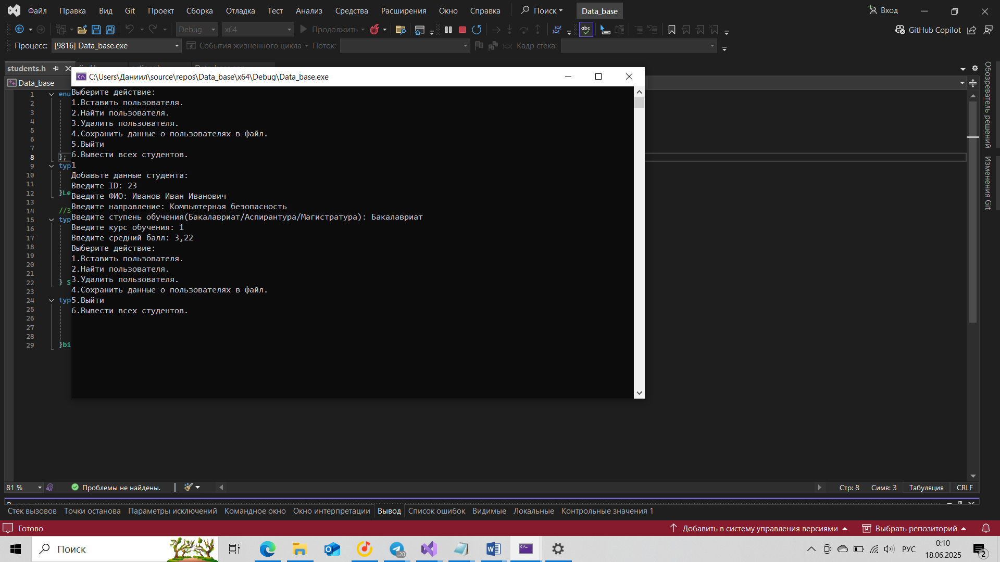 Файл Правка Вид Git Проект Сборка Отладка Тест Анализ Средства Расширения Окно Справка Поиск Data_base Вход
Debug x64 Продолжить GitHub Copilot
Процесс: [9816] Data_base.exe События жизненного цикла Поток: Кадр стека:
students.h
Data_base
C:\Users\Даниил\source\repos\Data_base\x64\Debug\Data_base.exe
Выберите действие:
1.Вставить пользователя.
2.Найти пользователя.
3.Удалить пользователя.
4.Сохранить данные о пользователях в файл.
5.Выйти
6.Вывести всех студентов.
1
Добавьте данные студента:
Введите ID: 23
Введите ФИО: Иванов Иван Иванович
Введите направление: Компьютерная безопасность
Введите ступень обучения(Бакалавриат/Аспирантура/Магистратура): Бакалавриат
Введите курс обучения: 1
Введите средний балл: 3,22
Выберите действие:
1.Вставить пользователя.
2.Найти пользователя.
3.Удалить пользователя.
4.Сохранить данные о пользователях в файл.
5.Выйти
6.Вывести всех студентов.
1 enu
2
3
4
5
6
7
8 };
9 typ
10
11
12 }Le
13
14 //З
15 typ
16
17
18
19
20
21
22 } S
23
24 typ
25
26
27
28
29 }bi
Обозреватель решений
Изменения Git
81 % Проблемы не найдены. Стр: 8 Симв: 3 Табуляция CRLF
Стек вызовов Точки останова Параметры исключений Командное окно Окно интерпретации Вывод Список ошибок Видимые Локальные Контрольные значения 1
Готово Добавить в систему управления версиями Выбрать репозиторий
Поиск 20 РУС 0:10
18.06.2025 2